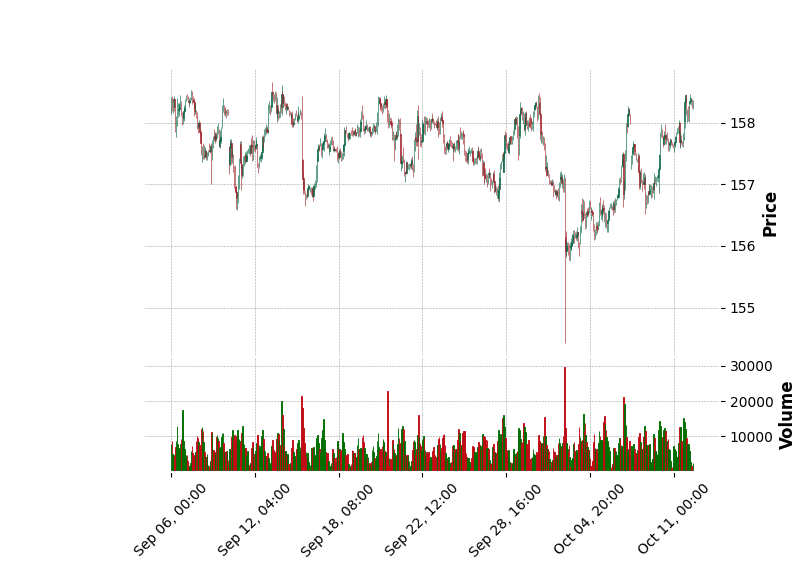 158
157
156
155
Price
30000
20000
10000
Volume
Sep 06, 00:00
Sep 12, 04:00
Sep 18, 08:00
Sep 22, 12:00
Sep 28, 16:00
Oct 04, 20:00
Oct 11, 00:00